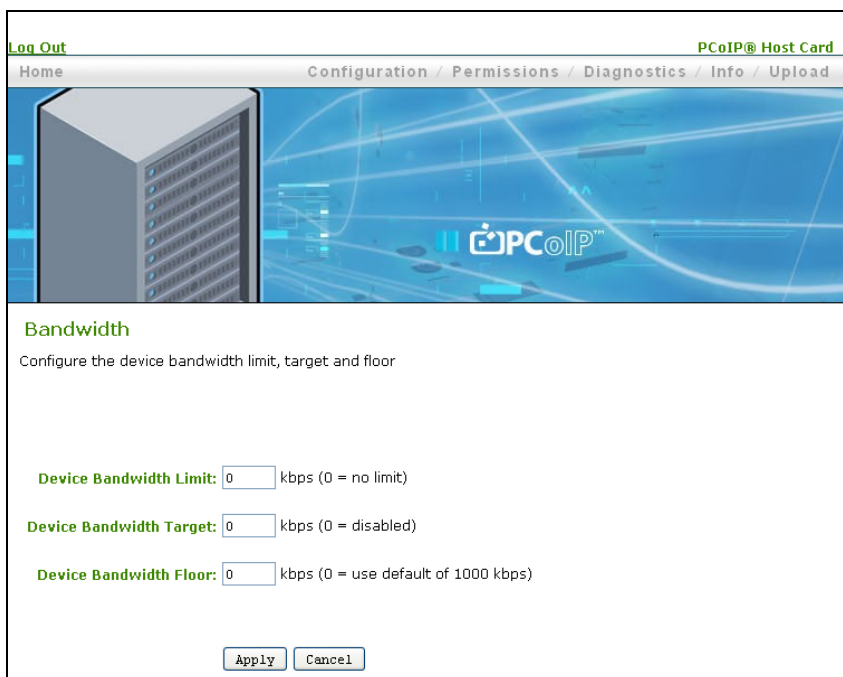 Log Out PCoIP® Host Card
Home Configuration / Permissions / Diagnostics / Info / Upload
PCoIP™
Bandwidth
Configure the device bandwidth limit, target and floor
Device Bandwidth Limit: 0 kbps (0 = no limit)
Device Bandwidth Target: 0 kbps (0 = disabled)
Device Bandwidth Floor: 0 kbps (0 = use default of 1000 kbps)
Apply Cancel